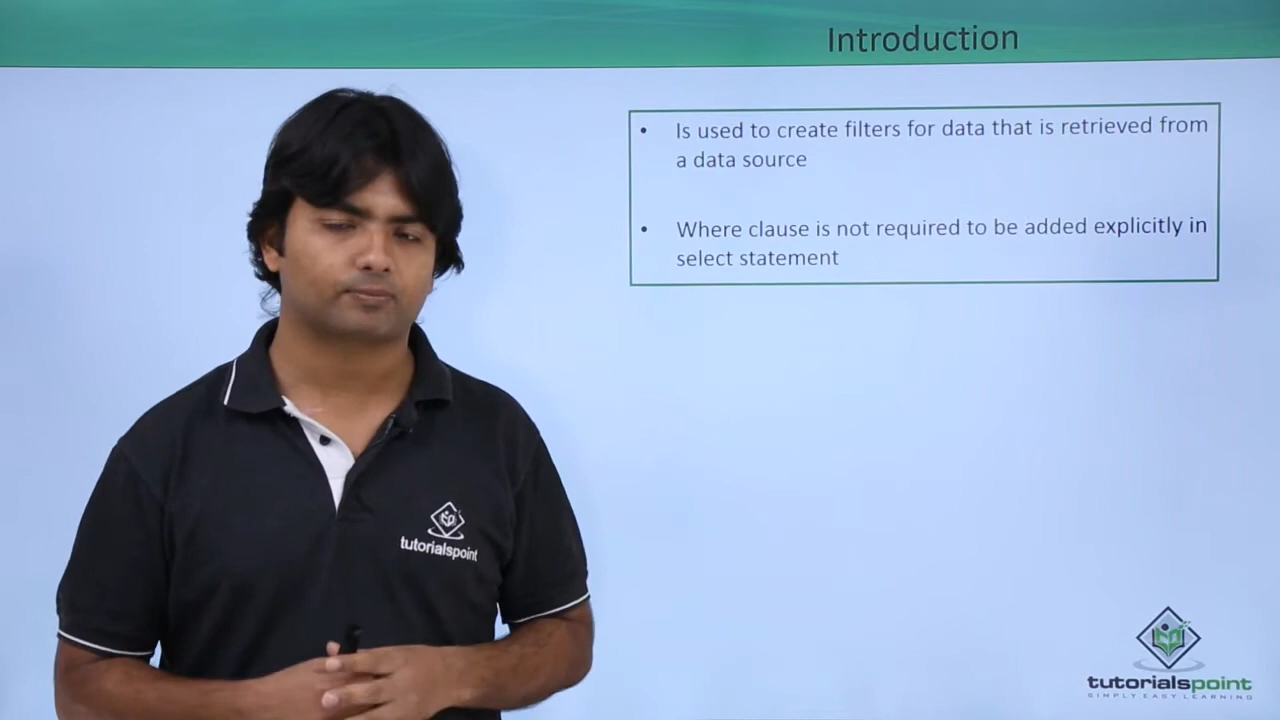 Introduction
• Is used to create filters for data that is retrieved from
a data source
• Where clause is not required to be added explicitly in
select statement
tutorialspoint
tutorialspoint
SIMPLY EASY LEARNING